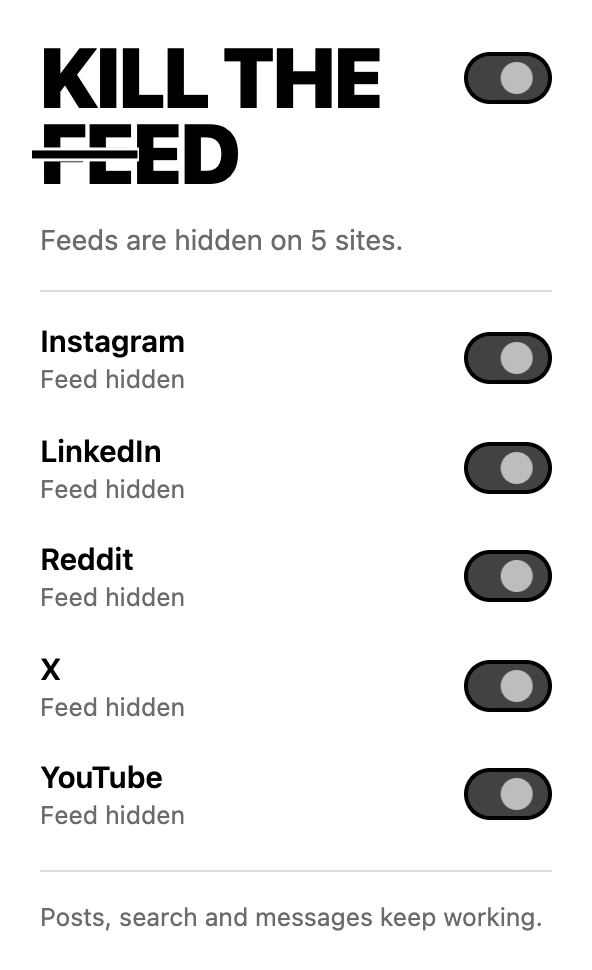 KILL THE
FEED
Feeds are hidden on 5 sites.
Instagram
Feed hidden
LinkedIn
Feed hidden
Reddit
Feed hidden
X
Feed hidden
YouTube
Feed hidden
Posts, search and messages keep working.